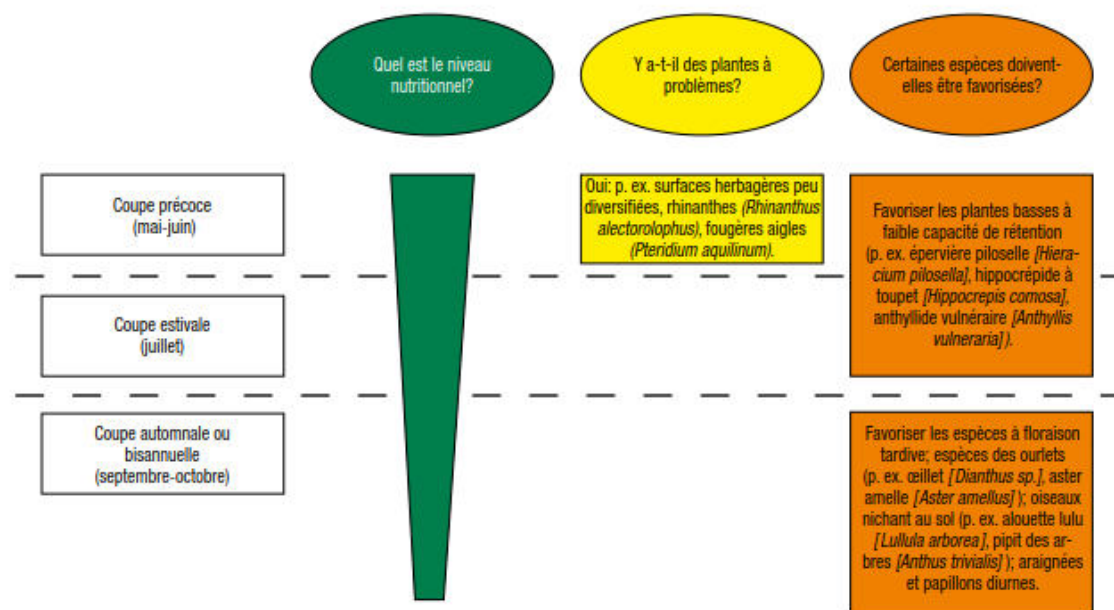 Quel est le niveau
nutritionnel?
Y a-t-il des plantes à
problèmes?
Certaines espèces doivent-
elles être favorisées?
Coupe précoce
(mai-juin)
Oui: p. ex. surfaces herbagères peu
diversifiées, rhinanthes (Rhinanthus
alectorolophus), fougères aigles
(Pteridium aquilinum).
Favoriser les plantes basses à
faible capacité de rétention
(p. ex. épervière piloselle [Hiera-
cium pilosella], hippocrépide à
toupet [Hippocrepis comosa],
anthyllide vulnéraire [Anthyllis
vulneraria]).
Coupe estivale
(juillet)
Coupe automnale ou
bisannuelle
(septembre-octobre)
Favoriser les espèces à floraison
tardive; espèces des ourlets
(p. ex. œillet [Dianthus sp.], aster
amelle [Aster amellus] ); oiseaux
nichant au sol (p. ex. alouette lulu
[Lullula arborea], pipit des ar-
bres [Anthus trivialis] ); araignées
et papillons diurnes.